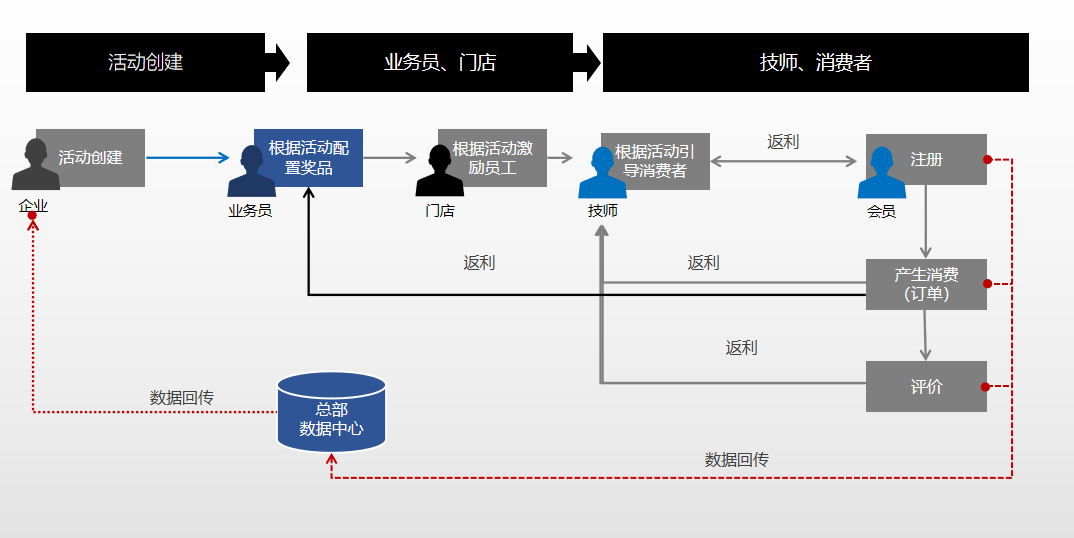 活动创建
业务员、门店
技师、消费者
活动创建
企业
根据活动配
置奖品
业务员
根据活动激
励员工
门店
根据活动引
导消费者
技师
返利
注册
会员
返利
返利
产生消费
（订单）
返利
评价
数据回传
总部
数据中心
数据回传